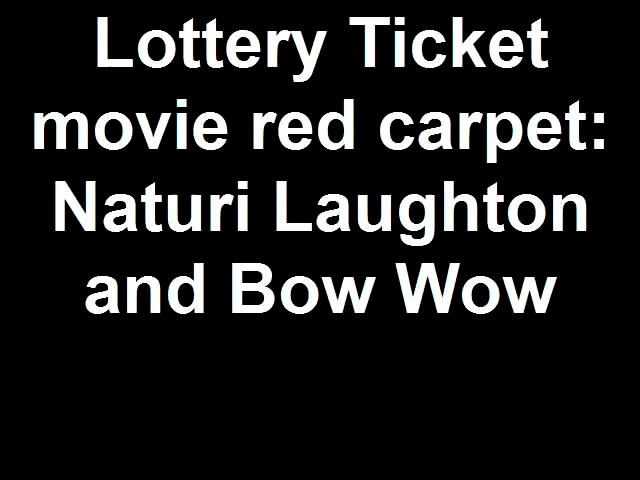 Lottery Ticket
movie red carpet:
Naturi Laughton
and Bow Wow